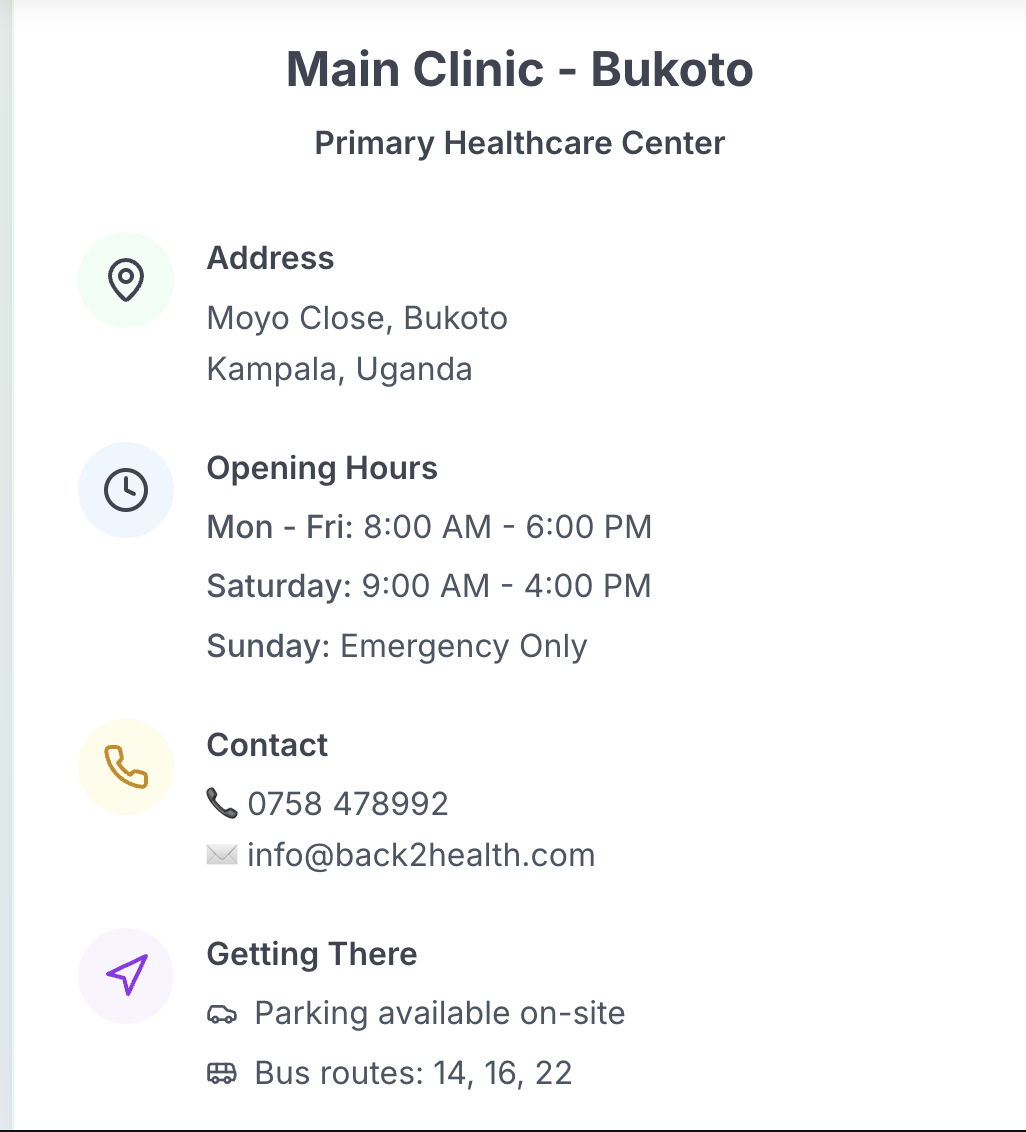 Main Clinic - Bukoto
Primary Healthcare Center
Address
Moyo Close, Bukoto
Kampala, Uganda
Opening Hours
Mon - Fri: 8:00 AM - 6:00 PM
Saturday: 9:00 AM - 4:00 PM
Sunday: Emergency Only
Contact
0758 478992
info@back2health.com
Getting There
Parking available on-site
Bus routes: 14, 16, 22